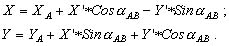 X = X_A + X'*Cos α_AB − Y'*Sin α_AB ;
Y = Y_A + X'*Sin α_AB + Y'*Cos α_AB .